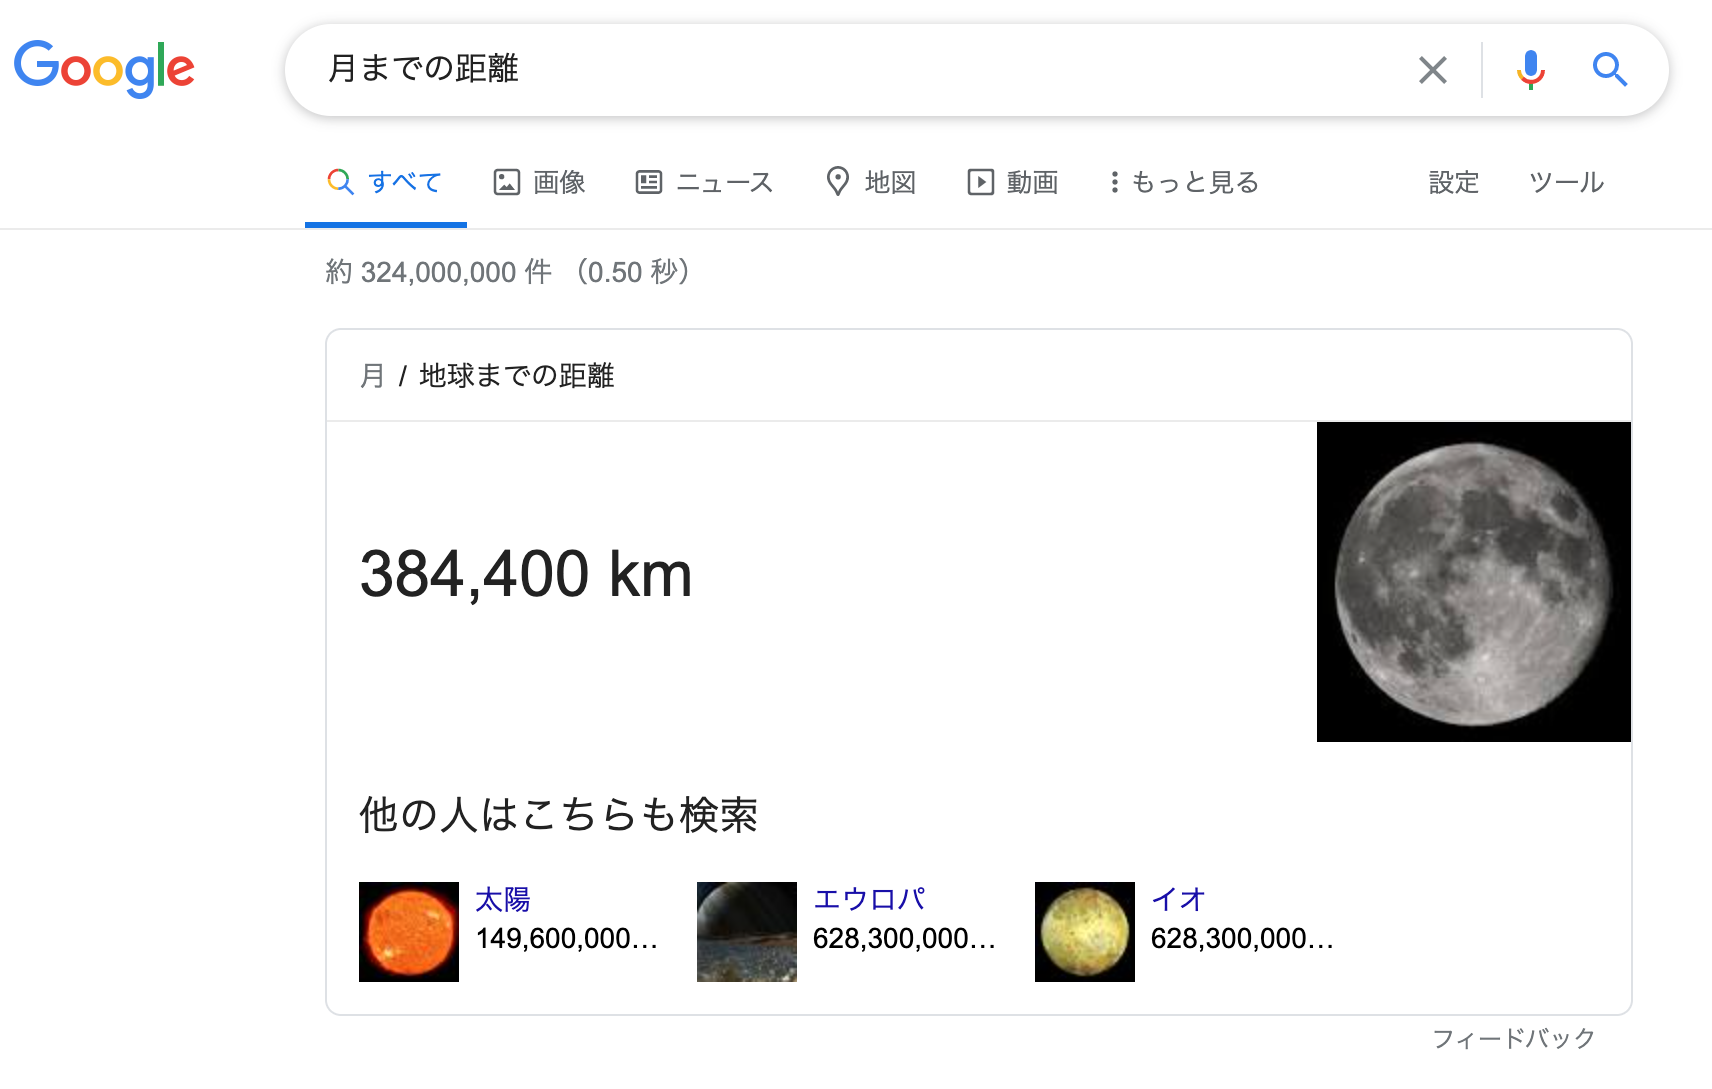 Google
月までの距離
すべて 画像 ニュース 地図 動画 もっと見る 設定 ツール
約 324,000,000 件 （0.50 秒）
月 / 地球までの距離
384,400 km
他の人はこちらも検索
太陽
149,600,000...
エウロパ
628,300,000...
イオ
628,300,000...
フィードバック